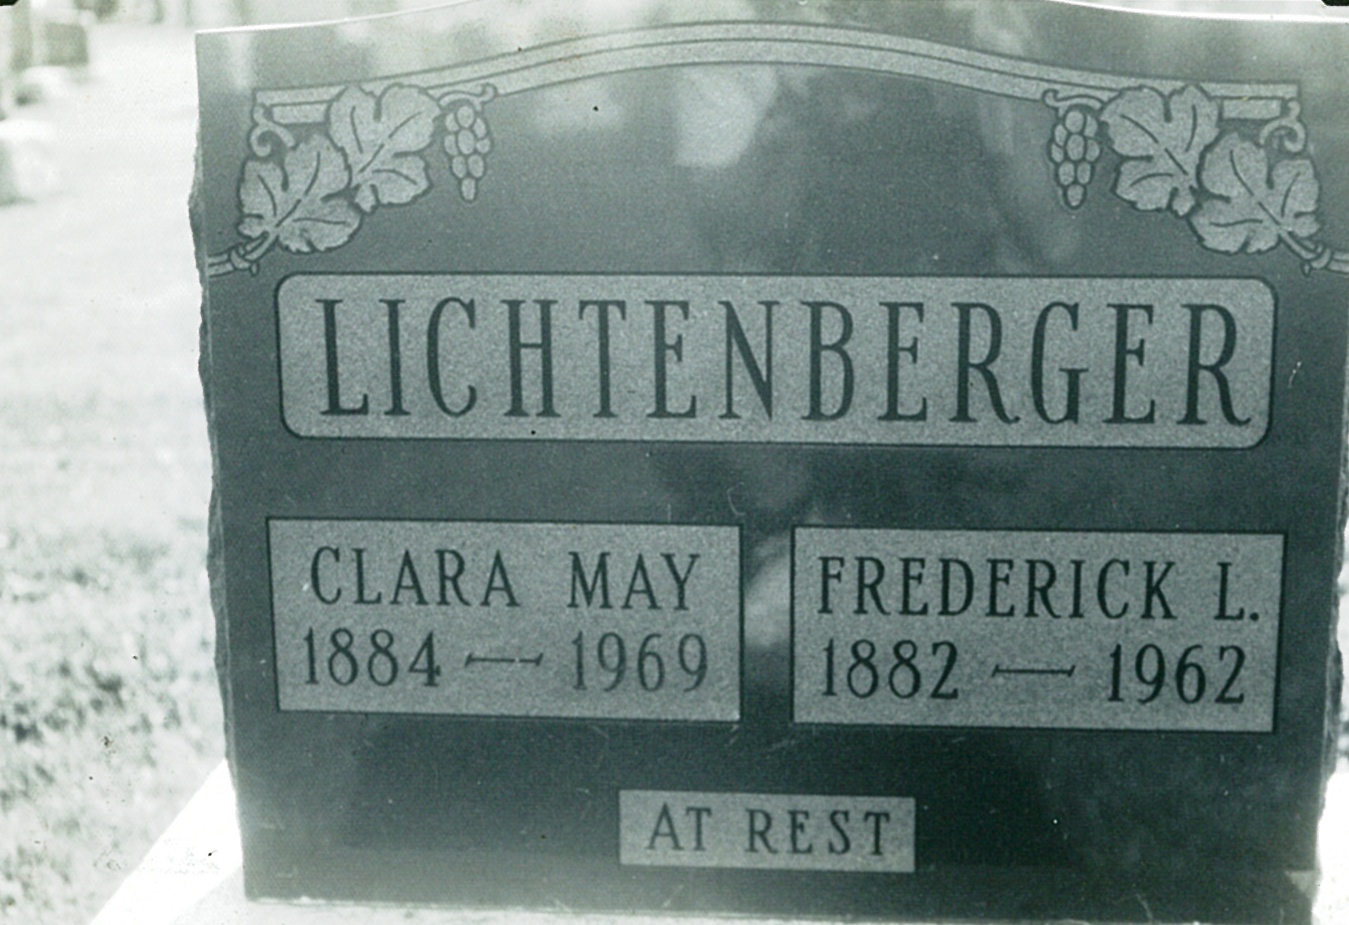 LICHTENBERGER
CLARA MAY
1884 — 1969
FREDERICK L.
1882 — 1962
AT REST